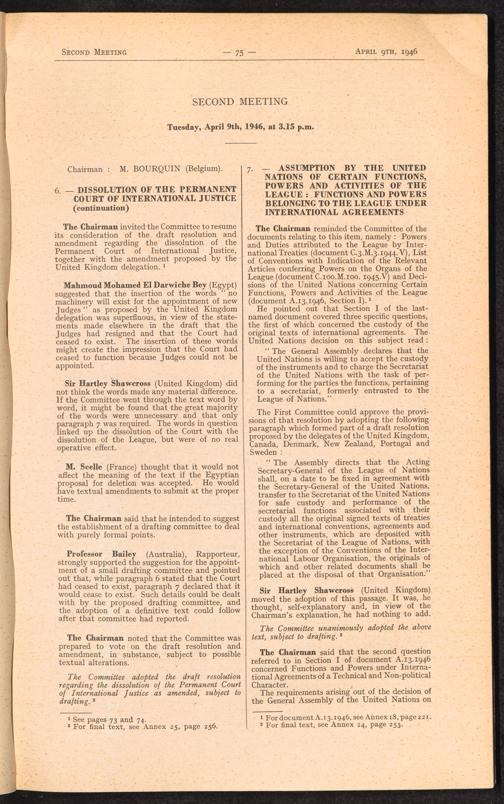 SECOND MEETING — 75 — APRIL 9TH, 1946
SECOND MEETING
Tuesday, April 9th, 1946, at 3.15 p.m.
Chairman : M. BOURQUIN (Belgium).
6. — DISSOLUTION OF THE PERMANENT
COURT OF INTERNATIONAL JUSTICE
(continuation)
The Chairman invited the Committee to resume
its consideration of the draft resolution and
amendment regarding the dissolution of the
Permanent Court of International Justice,
together with the amendment proposed by the
United Kingdom delegation. ¹
Mahmoud Mohamed El Darwiche Bey (Egypt)
suggested that the insertion of the words " no
machinery will exist for the appointment of new
Judges " as proposed by the United Kingdom
delegation was superfluous, in view of the state-
ments made elsewhere in the draft that the
Judges had resigned and that the Court had
ceased to exist. The insertion of these words
might create the impression that the Court had
ceased to function because Judges could not be
appointed.
Sir Hartley Shawcross (United Kingdom) did
not think the words made any material difference.
If the Committee went through the text word by
word, it might be found that the great majority
of the words were unnecessary and that only
paragraph 7 was required. The words in question
linked up the dissolution of the Court with the
dissolution of the League, but were of no real
operative effect.
M. Scelle (France) thought that it would not
affect the meaning of the text if the Egyptian
proposal for deletion was accepted. He would
have textual amendments to submit at the proper
time.
The Chairman said that he intended to suggest
the establishment of a drafting committee to deal
with purely formal points.
Professor Bailey (Australia), Rapporteur,
strongly supported the suggestion for the appoint-
ment of a small drafting committee and pointed
out that, while paragraph 6 stated that the Court
had ceased to exist, paragraph 7 declared that it
would cease to exist. Such details could be dealt
with by the proposed drafting committee, and
the adoption of a definitive text could follow
after that committee had reported.
The Chairman noted that the Committee was
prepared to vote on the draft resolution and
amendment, in substance, subject to possible
textual alterations.
The Committee adopted the draft resolution
regarding the dissolution of the Permanent Court
of International Justice as amended, subject to
drafting. ²
¹ See pages 73 and 74.
² For final text, see Annex 25, page 256.
7. — ASSUMPTION BY THE UNITED
NATIONS OF CERTAIN FUNCTIONS,
POWERS AND ACTIVITIES OF THE
LEAGUE : FUNCTIONS AND POWERS
BELONGING TO THE LEAGUE UNDER
INTERNATIONAL AGREEMENTS
The Chairman reminded the Committee of the
documents relating to this item, namely : Powers
and Duties attributed to the League by Inter-
national Treaties (document C.3.M.3.1944.V), List
of Conventions with Indication of the Relevant
Articles conferring Powers on the Organs of the
League (document C.100.M.100. 1945.V) and Deci-
sions of the United Nations concerning Certain
Functions, Powers and Activities of the League
(document A.13.1946, Section I). ¹
He pointed out that Section I of the last-
named document covered three specific questions,
the first of which concerned the custody of the
original texts of international agreements. The
United Nations decision on this subject read :
" The General Assembly declares that the
United Nations is willing to accept the custody
of the instruments and to charge the Secretariat
of the United Nations with the task of per-
forming for the parties the functions, pertaining
to a secretariat, formerly entrusted to the
League of Nations."
The First Committee could approve the provi-
sions of that resolution by adopting the following
paragraph which formed part of a draft resolution
proposed by the delegates of the United Kingdom,
Canada, Denmark, New Zealand, Portugal and
Sweden :
" The Assembly directs that the Acting
Secretary-General of the League of Nations
shall, on a date to be fixed in agreement with
the Secretary-General of the United Nations,
transfer to the Secretariat of the United Nations
for safe custody and performance of the
secretarial functions associated with their
custody all the original signed texts of treaties
and international conventions, agreements and
other instruments, which are deposited with
the Secretariat of the League of Nations, with
the exception of the Conventions of the Inter-
national Labour Organisation, the originals of
which and other related documents shall be
placed at the disposal of that Organisation."
Sir Hartley Shawcross (United Kingdom)
moved the adoption of this passage. It was, he
thought, self-explanatory and, in view of the
Chairman's explanation, he had nothing to add.
The Committee unanimously adopted the above
text, subject to drafting. ²
The Chairman said that the second question
referred to in Section I of document A.13.1946
concerned Functions and Powers under Interna-
tional Agreements of a Technical and Non-political
Character.
The requirements arising out of the decision of
the General Assembly of the United Nations on
¹ For document A.13.1946, see Annex 18, page 221.
² For final text, see Annex 24, page 253.